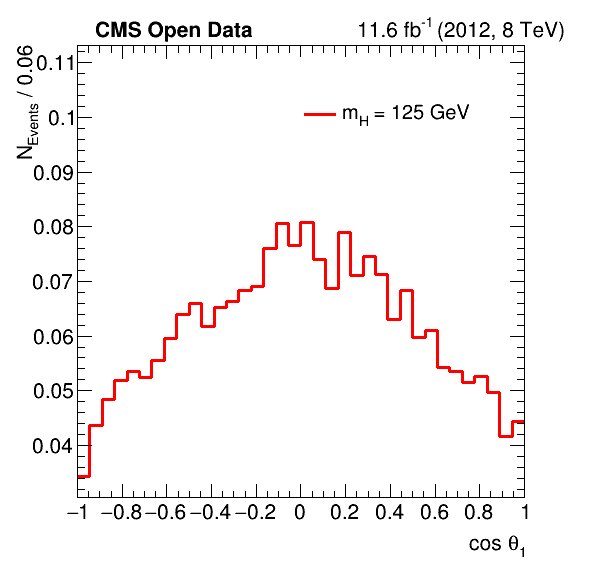 CMS Open Data 11.6 fb⁻¹ (2012, 8 TeV)
N_Events / 0.06
0.11
0.1
0.09
0.08
0.07
0.06
0.05
0.04
m_H = 125 GeV
−1 −0.8 −0.6 −0.4 −0.2 0 0.2 0.4 0.6 0.8 1
cos θ₁